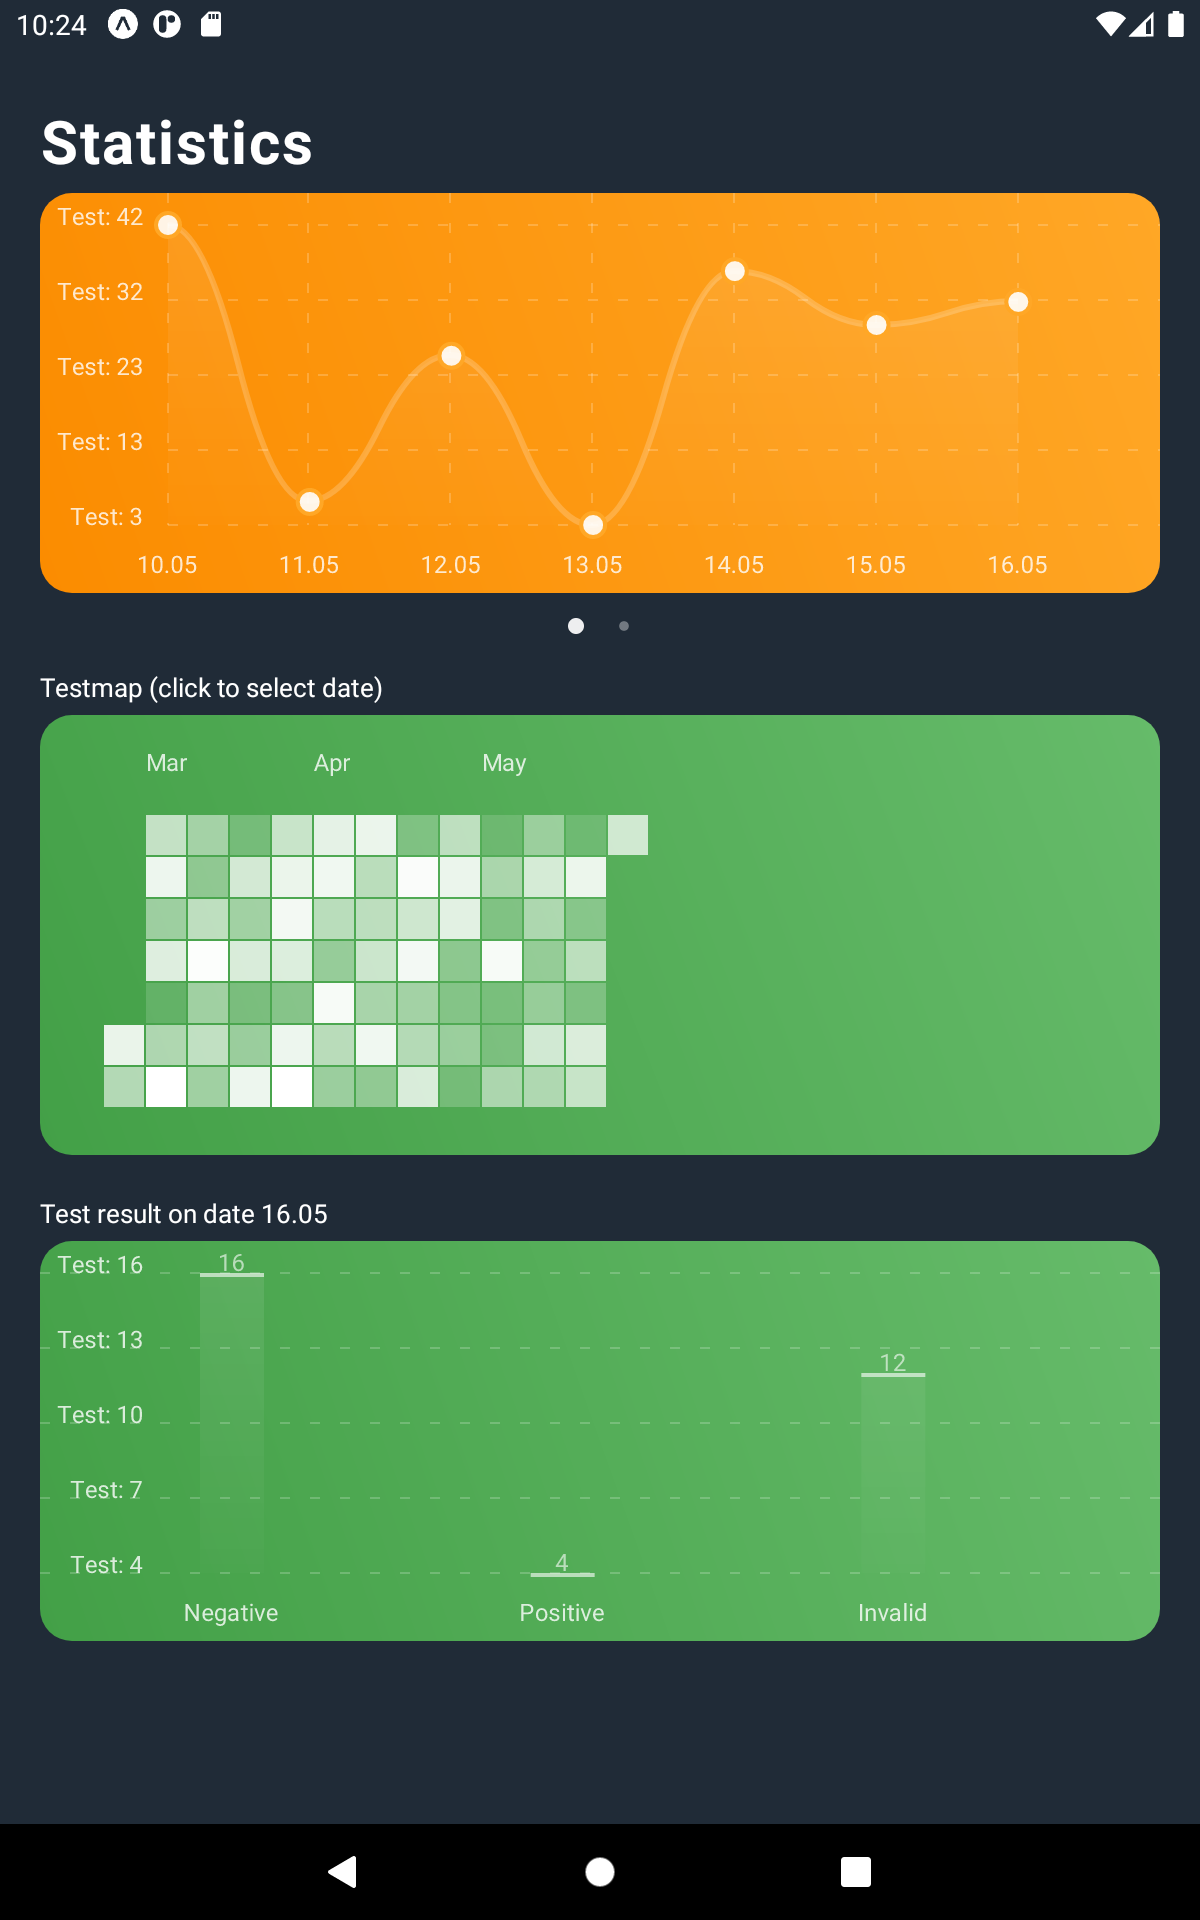 10:24
Statistics
Test: 42
Test: 32
Test: 23
Test: 13
Test: 3
10.05 11.05 12.05 13.05 14.05 15.05 16.05
Testmap (click to select date)
Mar Apr May
Test result on date 16.05
Test: 16
16
Test: 13
12
Test: 10
Test: 7
Test: 4
4
Negative Positive Invalid